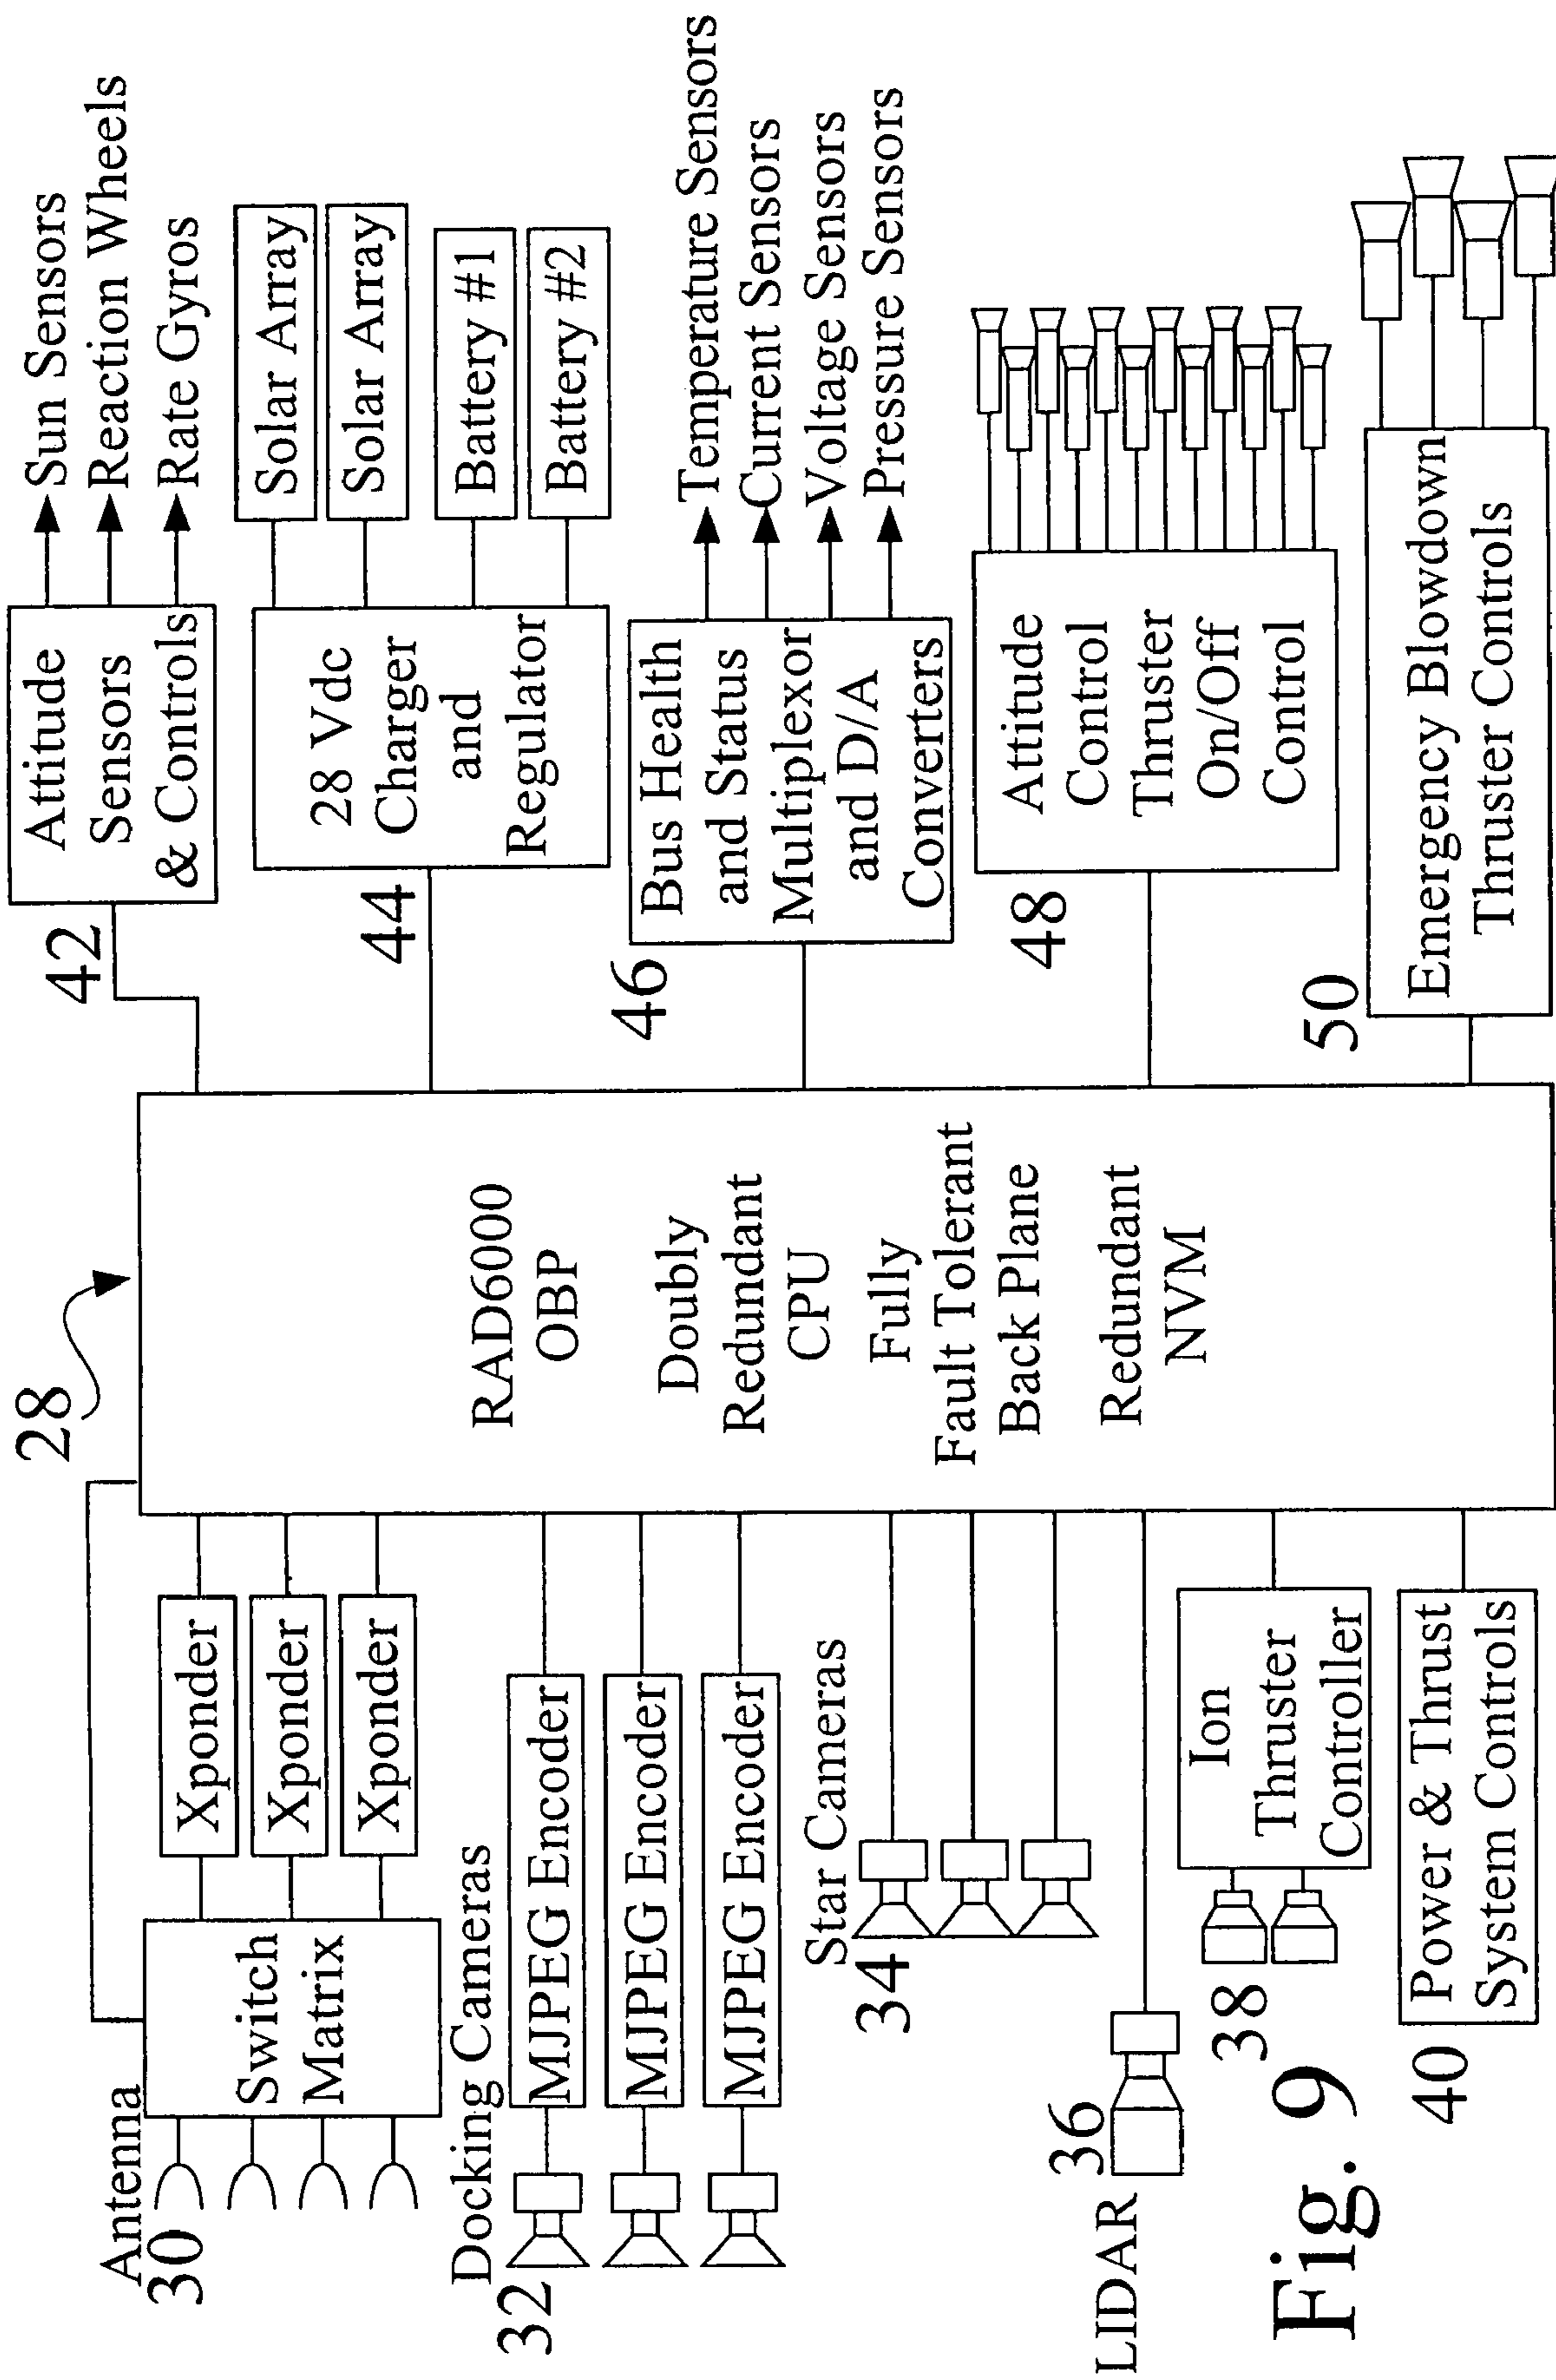 28
Antenna
30
Switch
Matrix
Xponder
Xponder
Xponder
Docking Cameras
32
MJPEG Encoder
MJPEG Encoder
MJPEG Encoder
Star Cameras
34
36
LIDAR
38
Ion
Thruster
Controller
40
Power & Thrust
System Controls
RAD6000
OBP
Doubly
Redundant
CPU
Fully
Fault Tolerant
Back Plane
Redundant
NVM
42
Attitude
Sensors
& Controls
Sun Sensors
Reaction Wheels
Rate Gyros
44
28 Vdc
Charger
and
Regulator
Solar Array
Solar Array
Battery #1
Battery #2
46
Bus Health
and Status
Multiplexor
and D/A
Converters
Temperature Sensors
Current Sensors
Voltage Sensors
Pressure Sensors
48
Attitude
Control
Thruster
On/Off
Control
50
Emergency Blowdown
Thruster Controls
Fig. 9